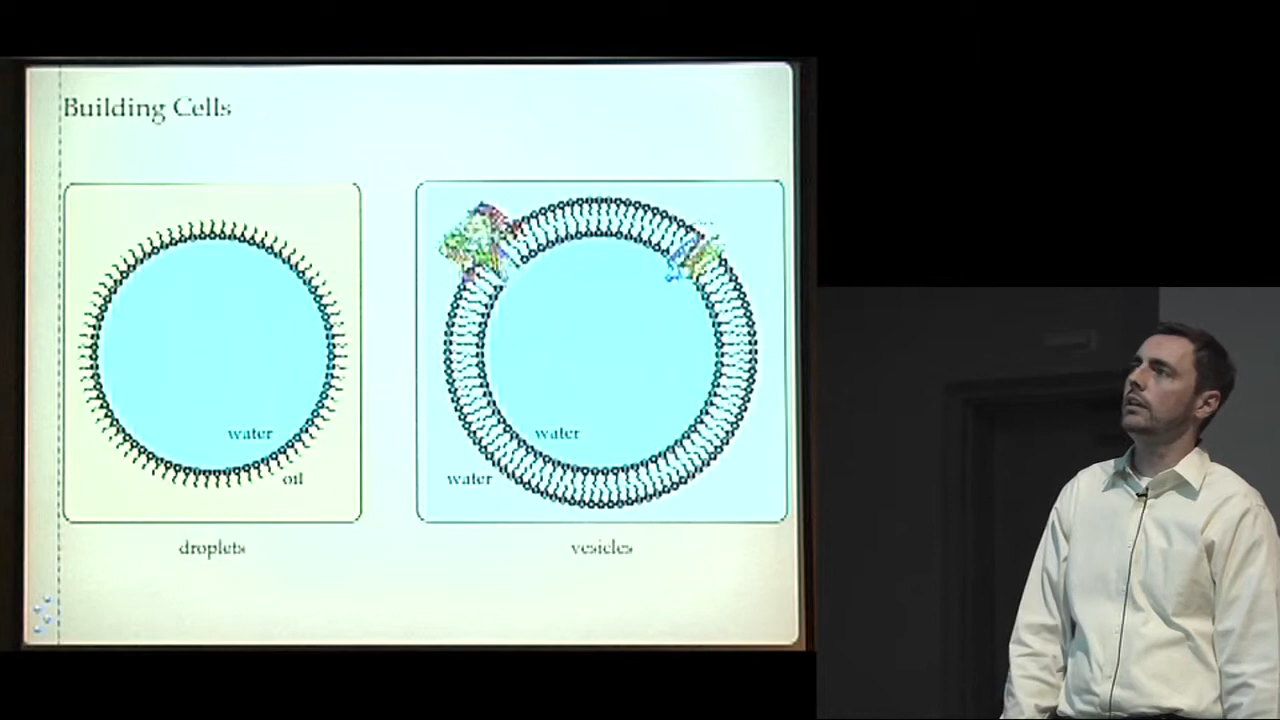 Building Cells
water
oil
droplets
water
water
vesicles